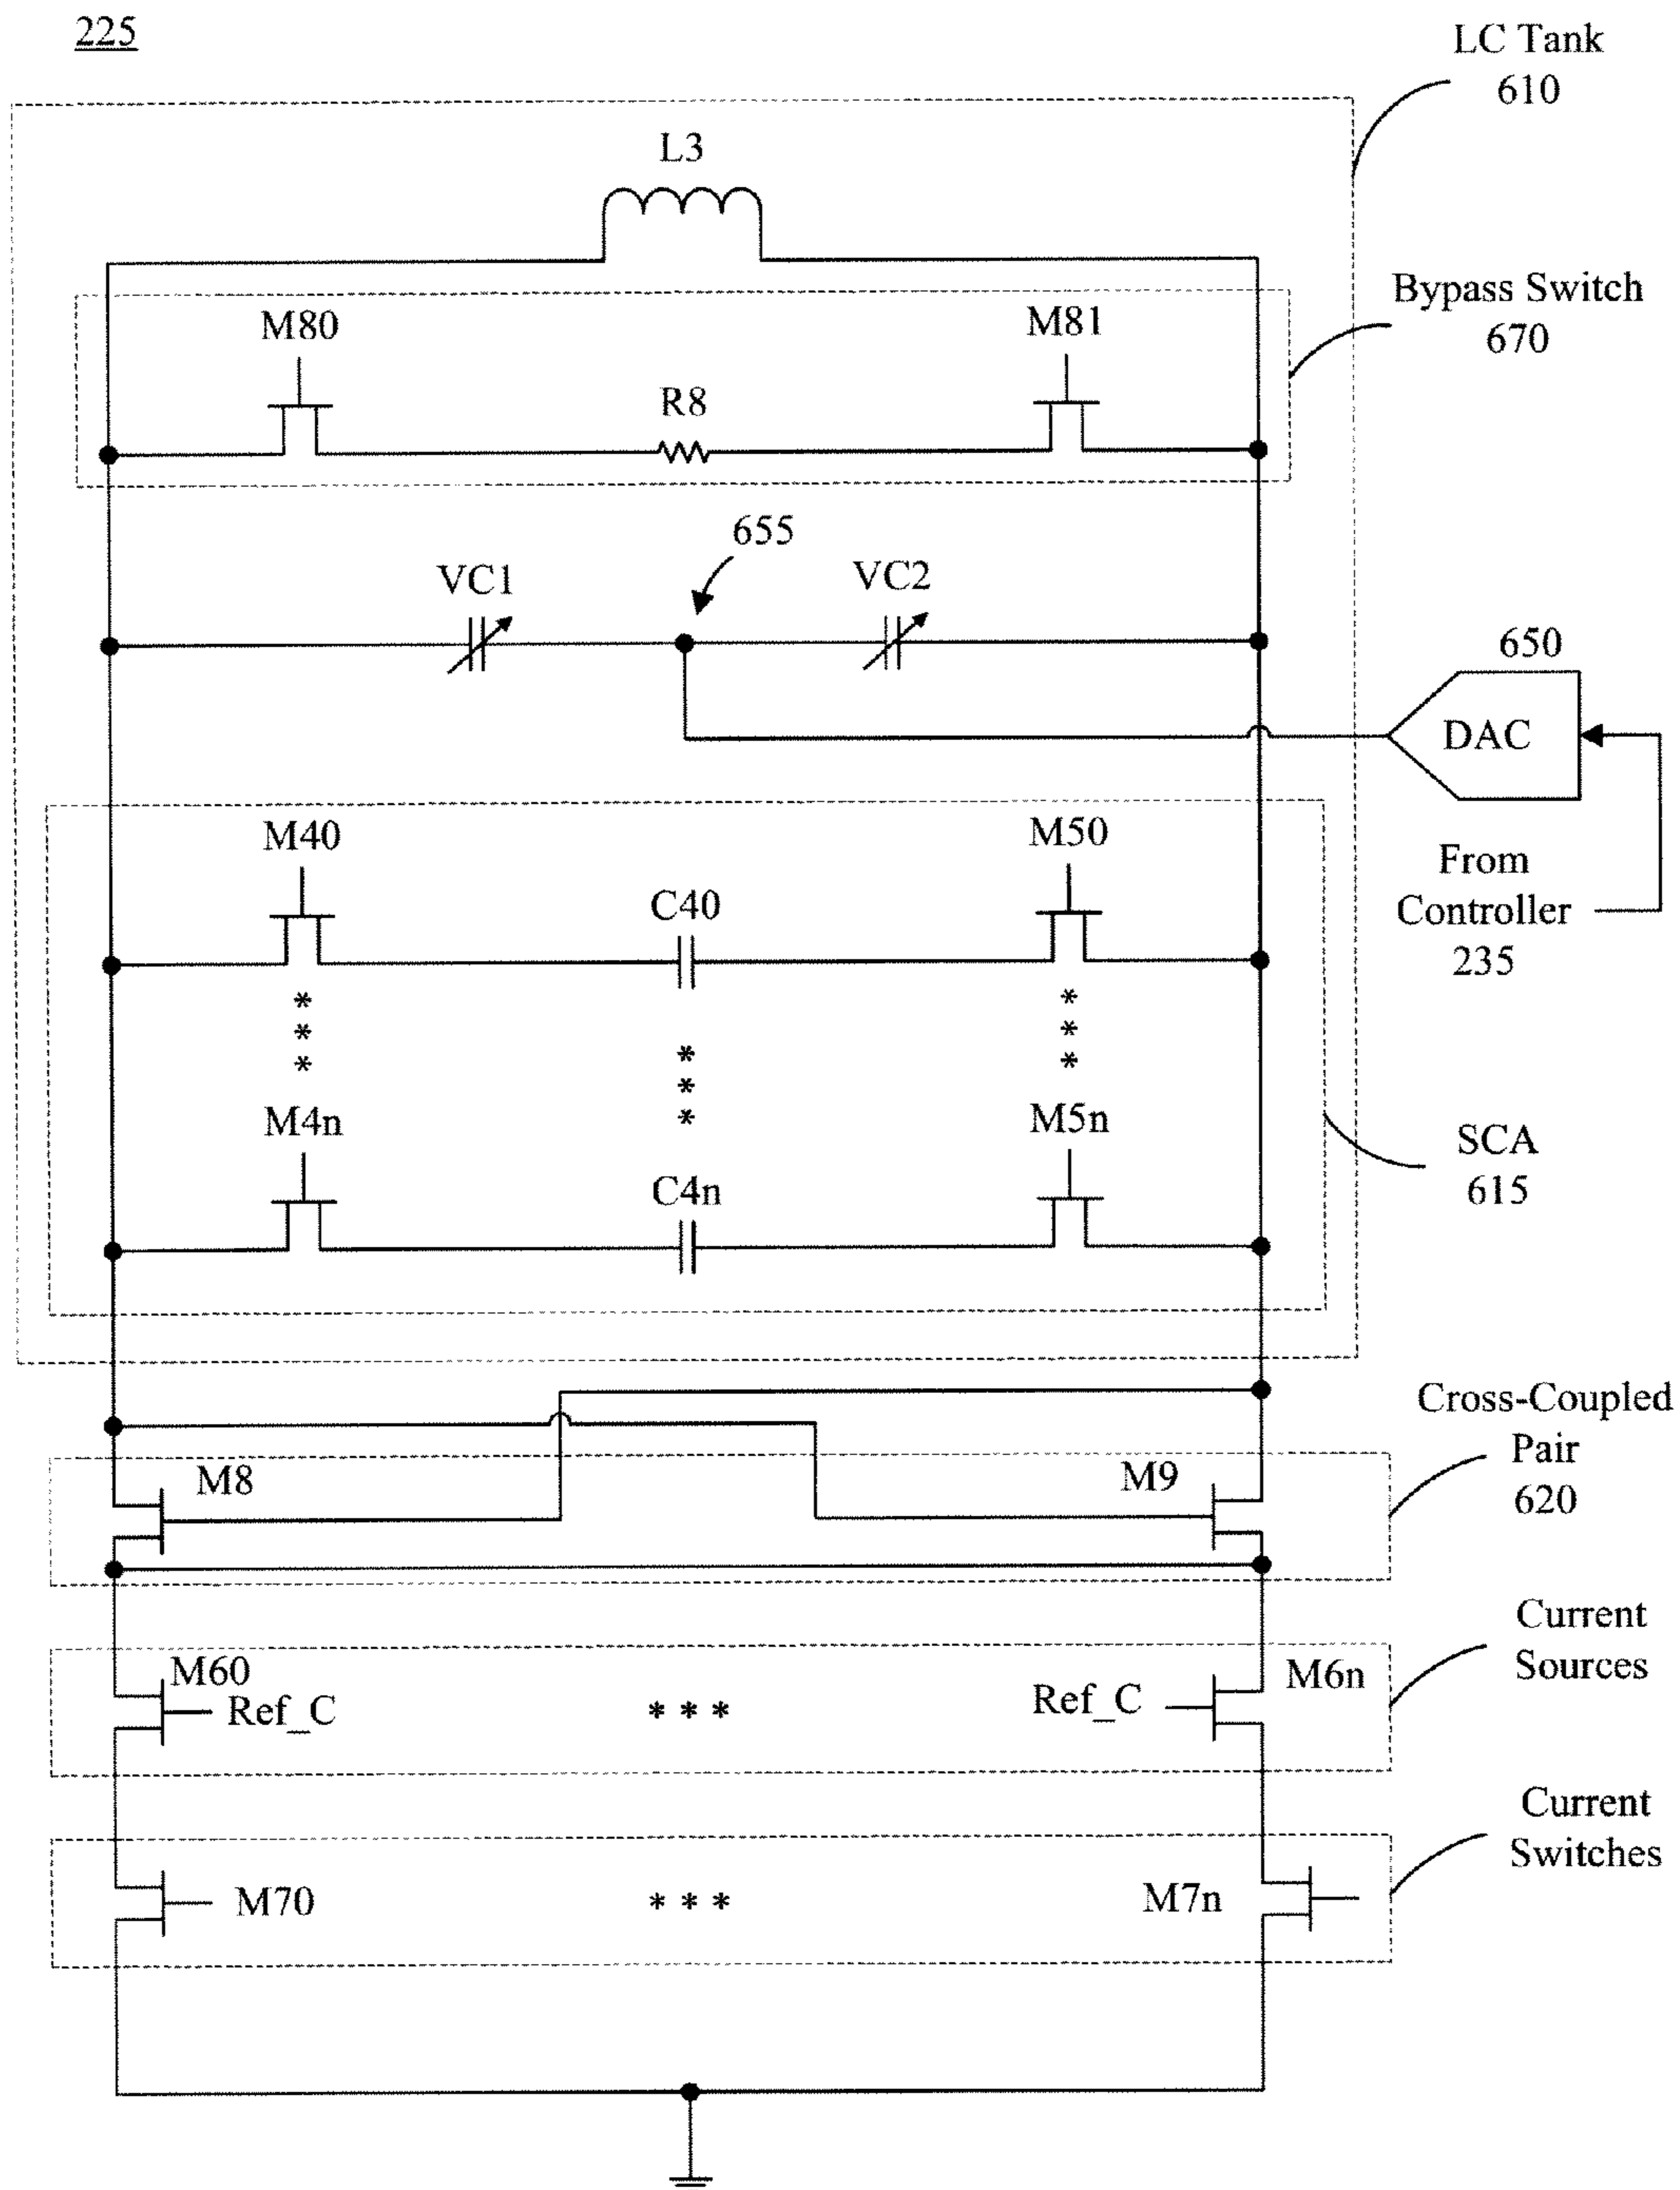 225
LC Tank
610
L3
Bypass Switch
670
M80
M81
R8
655
VC1
VC2
650
DAC
From
Controller
235
M40
M50
C40
* * *
* * *
* * *
M4n
M5n
C4n
SCA
615
Cross-Coupled
Pair
620
M8
M9
Current
Sources
M60
Ref_C
* * *
Ref_C
M6n
Current
Switches
M70
* * *
M7n